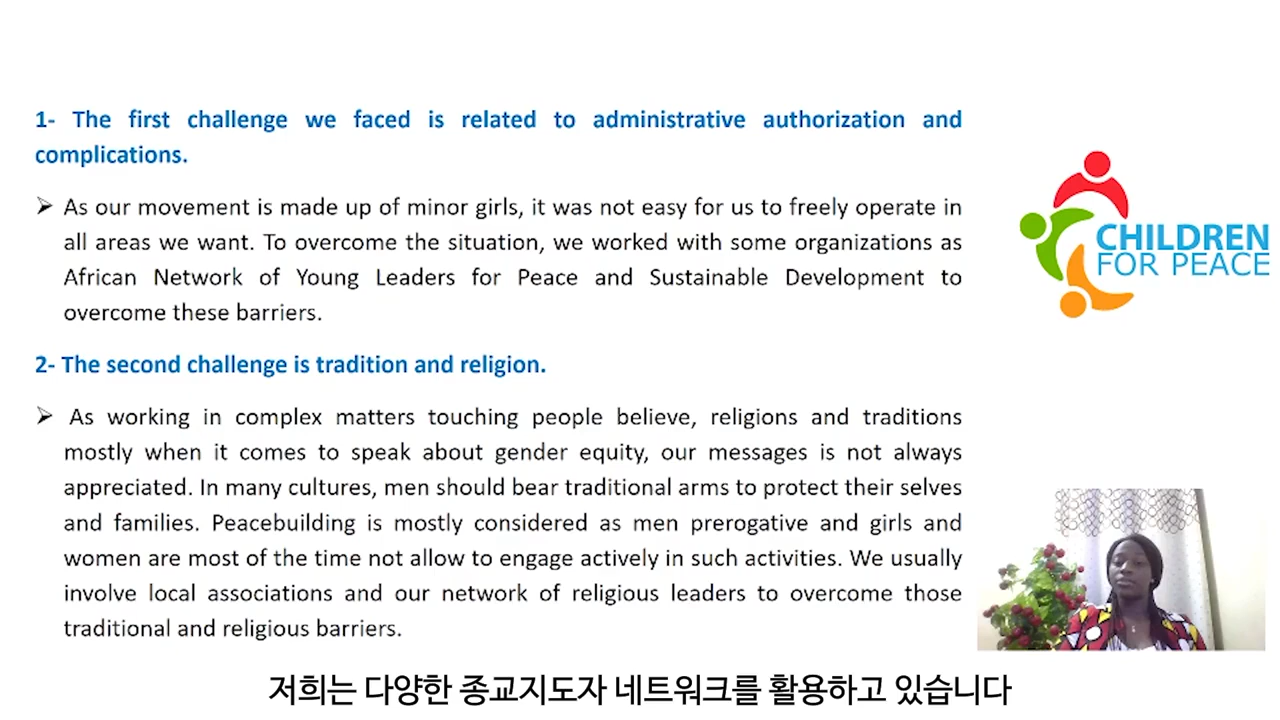 1- The first challenge we faced is related to administrative authorization and
complications.
➢ As our movement is made up of minor girls, it was not easy for us to freely operate in
all areas we want. To overcome the situation, we worked with some organizations as
African Network of Young Leaders for Peace and Sustainable Development to
overcome these barriers.
2- The second challenge is tradition and religion.
➢ As working in complex matters touching people believe, religions and traditions
mostly when it comes to speak about gender equity, our messages is not always
appreciated. In many cultures, men should bear traditional arms to protect their selves
and families. Peacebuilding is mostly considered as men prerogative and girls and
women are most of the time not allow to engage actively in such activities. We usually
involve local associations and our network of religious leaders to overcome those
traditional and religious barriers.
CHILDREN
FOR PEACE
저희는 다양한 종교지도자 네트워크를 활용하고 있습니다